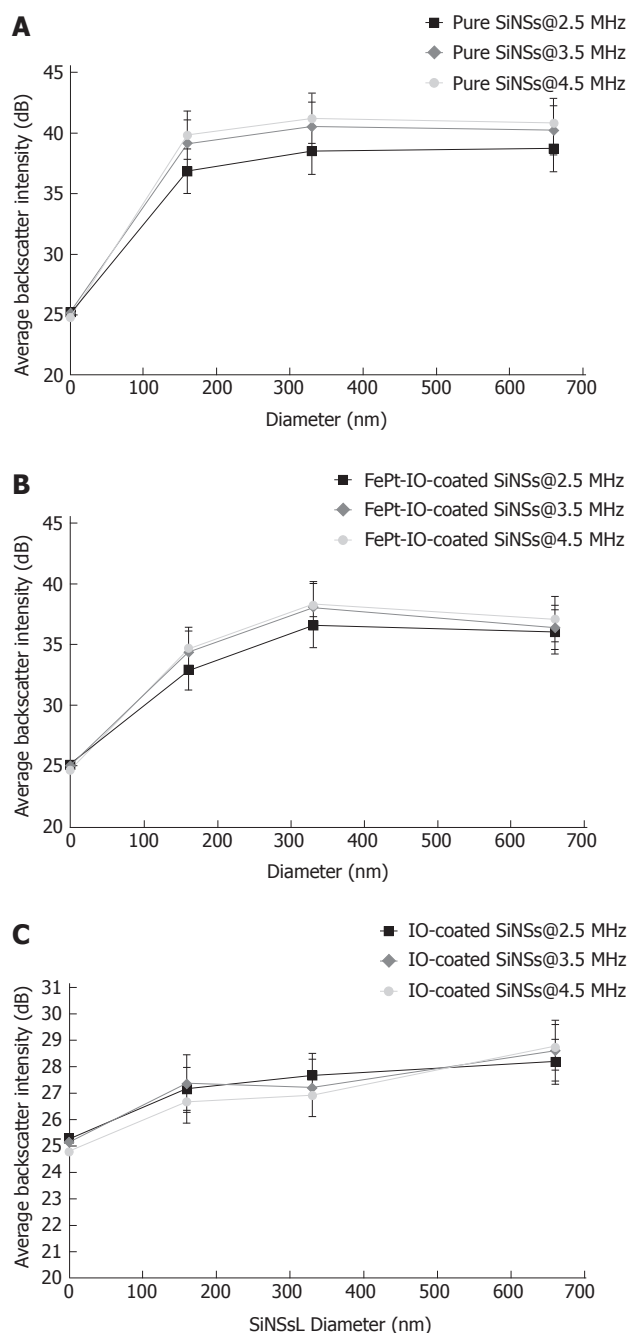 A
Pure SiNSs@2.5 MHz
Pure SiNSs@3.5 MHz
Pure SiNSs@4.5 MHz
Average backscatter intensity (dB)
45
40
35
30
25
20
0 100 200 300 400 500 600 700
Diameter (nm)
B
FePt-IO-coated SiNSs@2.5 MHz
FePt-IO-coated SiNSs@3.5 MHz
FePt-IO-coated SiNSs@4.5 MHz
Average backscatter intensity (dB)
45
40
35
30
25
20
0 100 200 300 400 500 600 700
Diameter (nm)
C
IO-coated SiNSs@2.5 MHz
IO-coated SiNSs@3.5 MHz
IO-coated SiNSs@4.5 MHz
Average backscatter intensity (dB)
31
30
29
28
27
26
25
24
23
22
21
20
0 100 200 300 400 500 600 700
SiNSsL Diameter (nm)